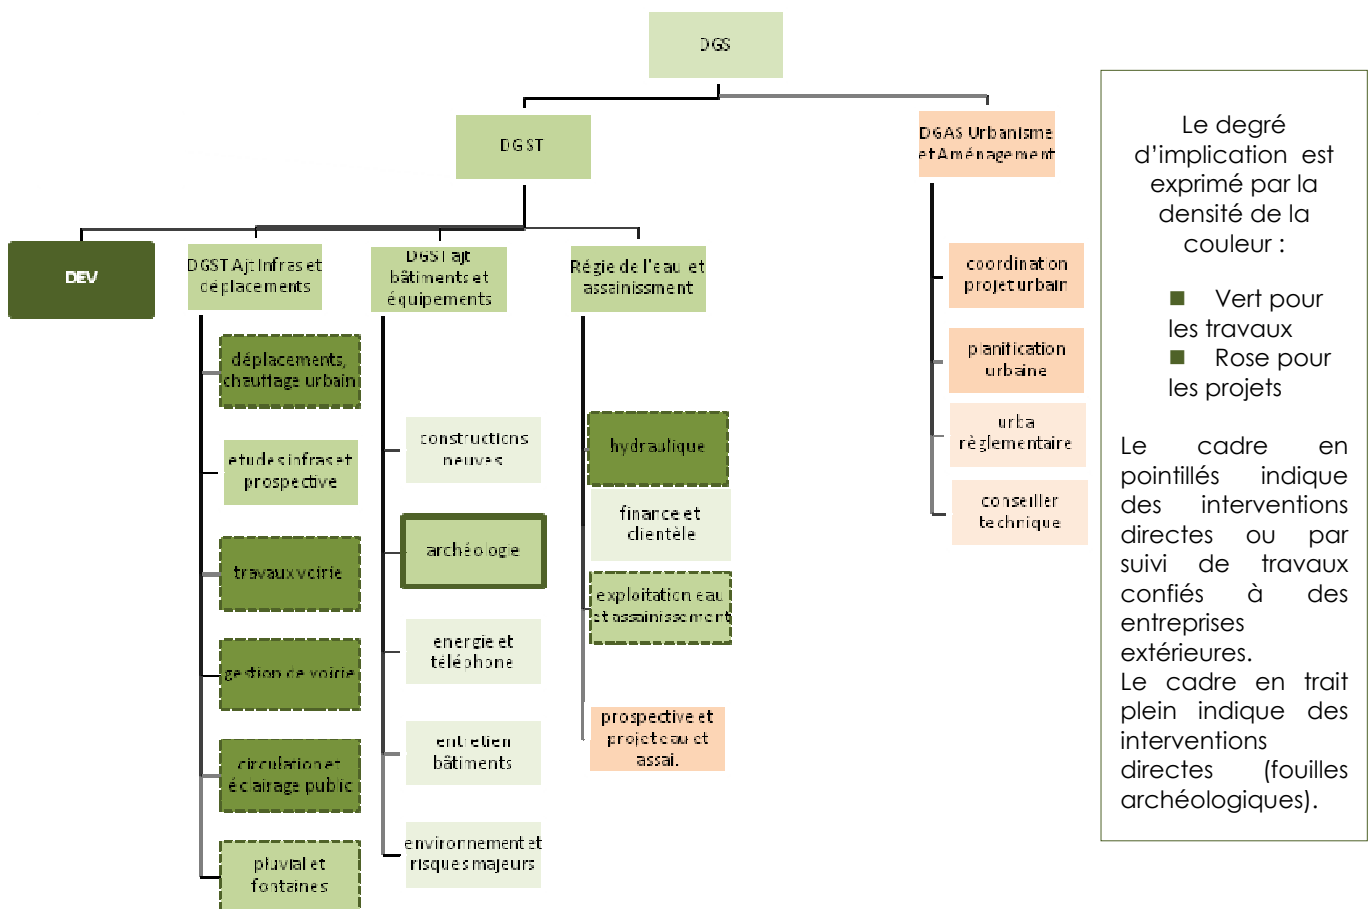 DGS
DGST
DGAS Urbanisme
et Aménagement
DEV
DGST Ajt Infras et
déplacements
DGST ajt
bâtiments et
équipements
Régie de l'eau et
assainissment
déplacements,
chauffage urbain
etudes infras et
prospective
travaux voirie
gestion de voirie
circulation et
éclairage public
pluvial et
fontaines
constructions
neuves
archéologie
energie et
téléphone
entretien
bâtiments
environnement et
risques majeurs
hydraulique
finance et
clientèle
exploitation eau
et assainissement
prospective et
projet eau et
assai.
coordination
projet urbain
planification
urbaine
urba
règlementaire
conseiller
technique
Le degré
d'implication est
exprimé par la
densité de la
couleur :
■ Vert pour
les travaux
■ Rose pour
les projets
Le cadre en
pointillés indique
des interventions
directes ou par
suivi de travaux
confiés à des
entreprises
extérieures.
Le cadre en trait
plein indique des
interventions
directes (fouilles
archéologiques).